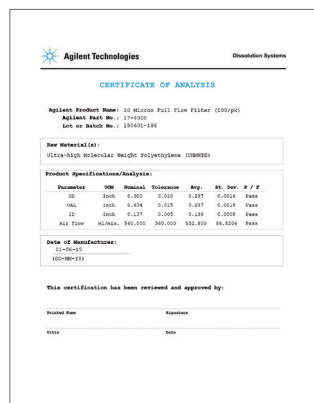 Agilent Technologies
Dissolution Systems
CERTIFICATE OF ANALYSIS
Agilent Product Name: 10 Micron Full Flow Filter (100/pk)
Agilent Part No.: 17-4000
Lot or Batch No.: 150601-186
Raw Material(s):
Ultra-high Molecular Weight Polyethylene (UHMWPE)
Product Specifications/Analysis:
Parameter UOM Nominal Tolerance Avg. St. Dev. P / F
OD Inch 0.300 0.010 0.297 0.0016 Pass
OAL Inch 0.634 0.015 0.637 0.0018 Pass
ID Inch 0.137 0.005 0.136 0.0008 Pass
Air Flow ml/min. 560.000 360.000 532.800 86.6204 Pass
Date of Manufacturer:
01-06-15
(DD-MM-YY)
This certification has been reviewed and approved by:
Printed Name Signature
Title Date